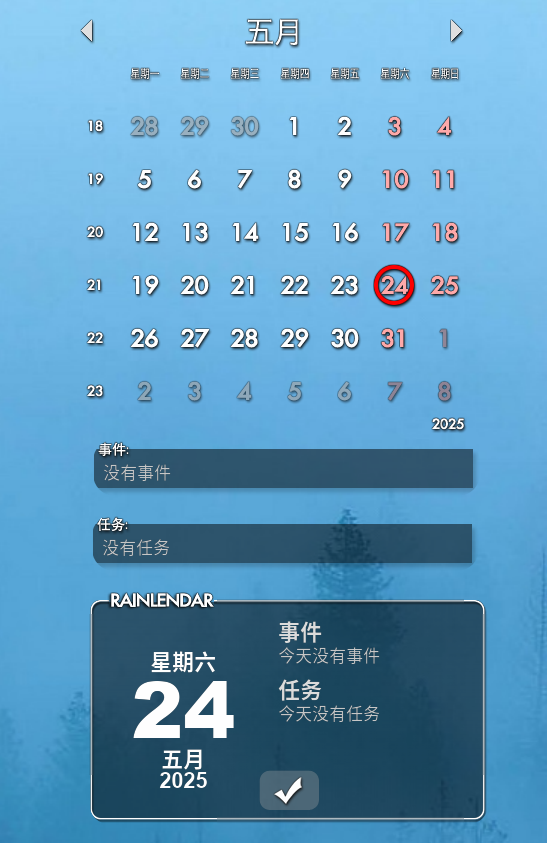 五月
星期一 星期二 星期三 星期四 星期五 星期六 星期日
18 28 29 30 1 2 3 4
19 5 6 7 8 9 10 11
20 12 13 14 15 16 17 18
21 19 20 21 22 23 24 25
22 26 27 28 29 30 31 1
23 2 3 4 5 6 7 8
2025
事件:
没有事件
任务:
没有任务
RAINLENDAR
星期六
24
五月
2025
事件
今天没有事件
任务
今天没有任务